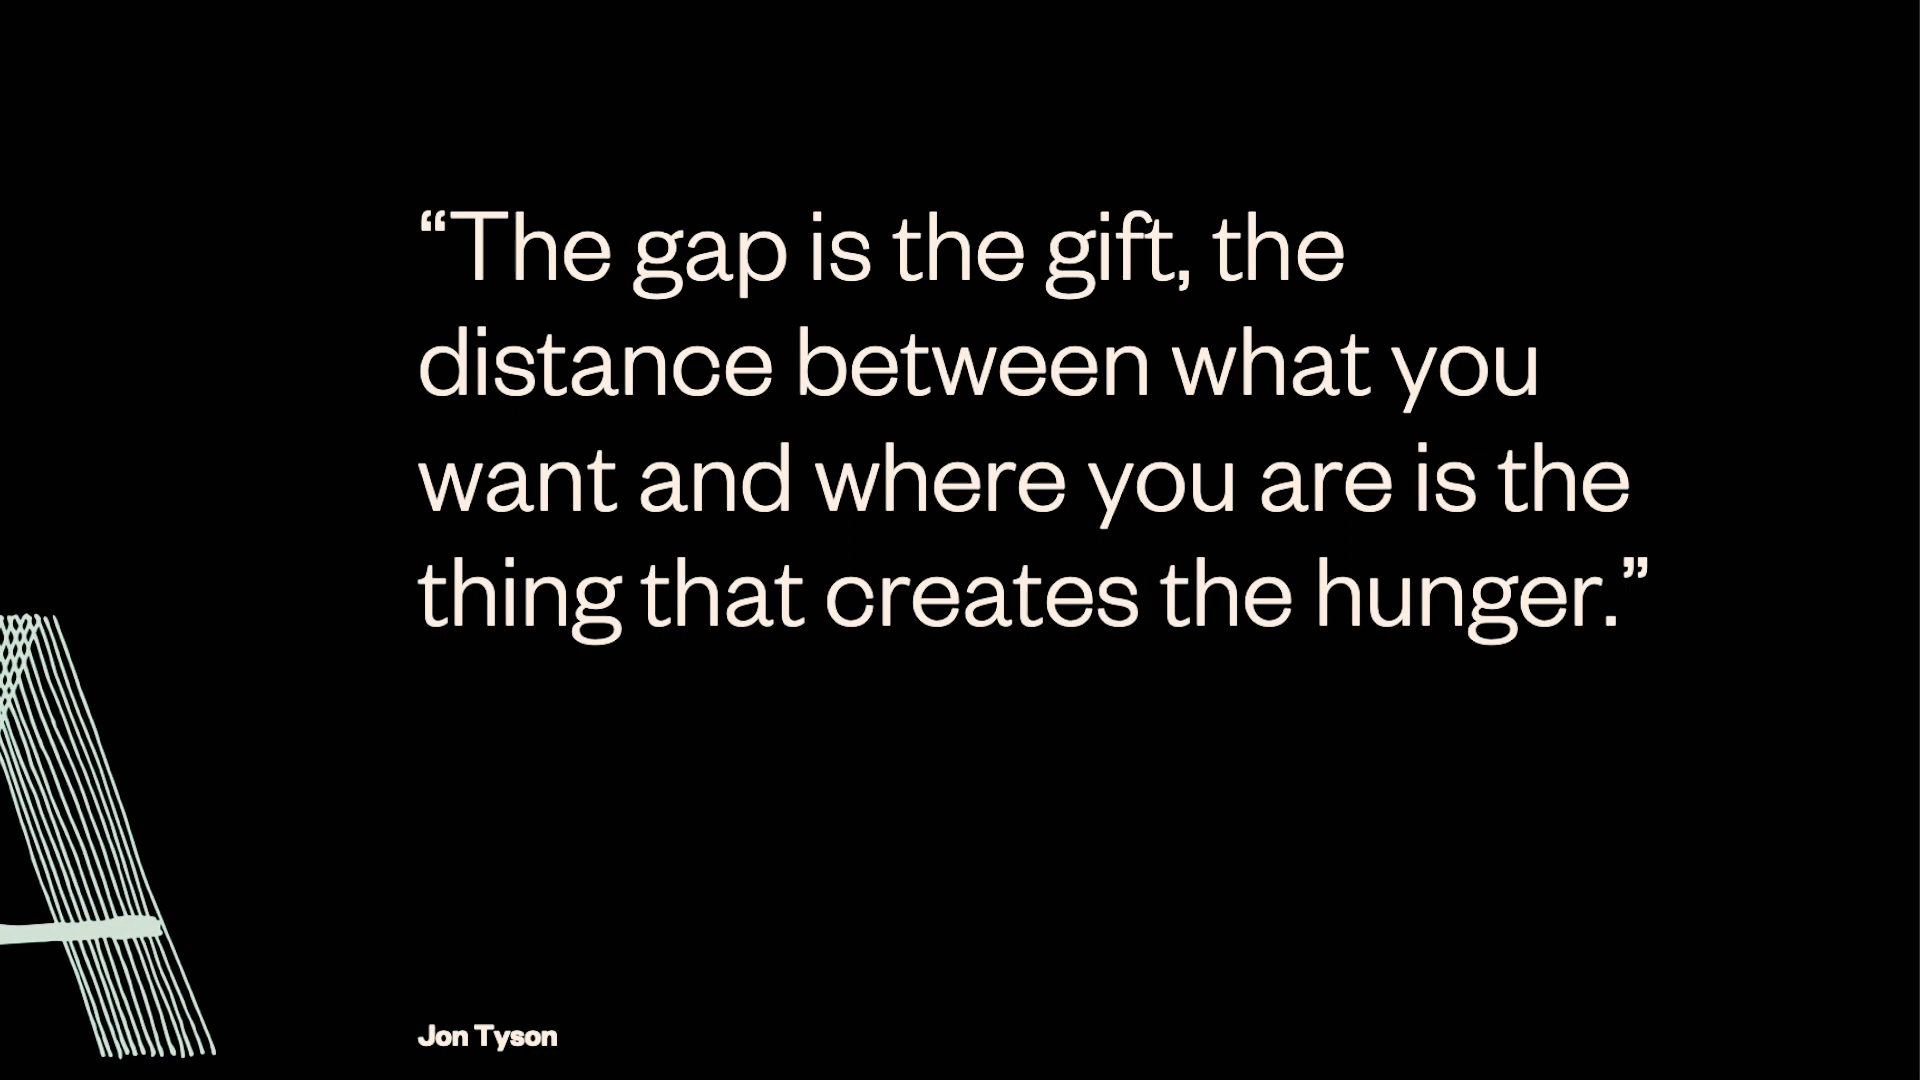 “The gap is the gift, the
distance between what you
want and where you are is the
thing that creates the hunger.”
Jon Tyson